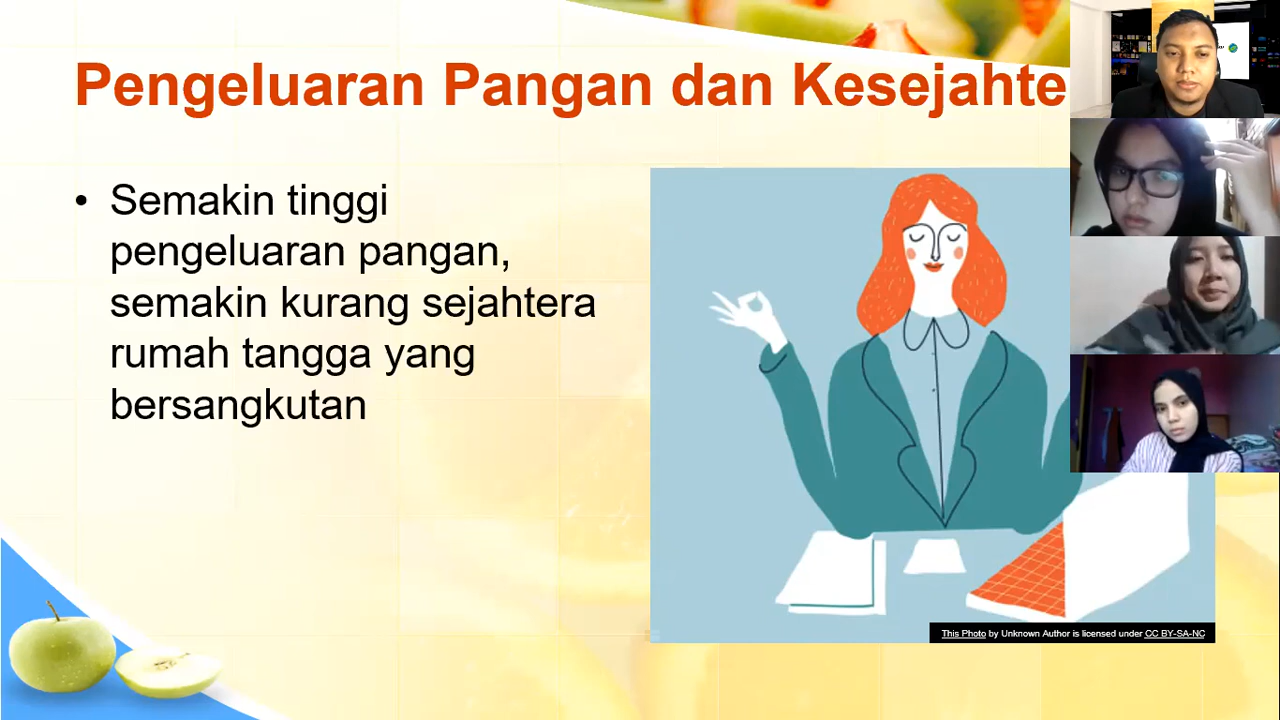 Pengeluaran Pangan dan Kesejahte
• Semakin tinggi
pengeluaran pangan,
semakin kurang sejahtera
rumah tangga yang
bersangkutan
This Photo by Unknown Author is licensed under CC BY-SA-NC